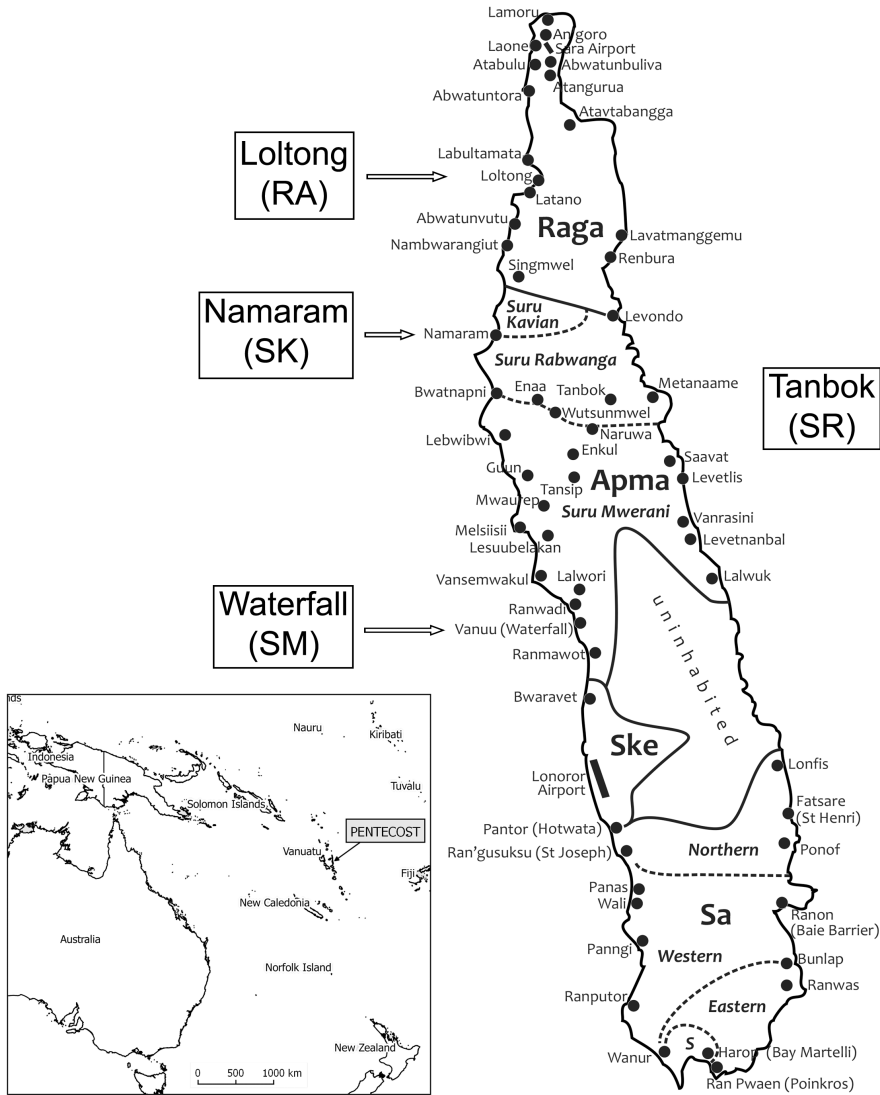 Lamoru
Anigoro
Laone
Sara Airport
Atabulu
Abwatunbuliva
Atangurua
Abwatuntora
Atavtabangga
Loltong
(RA)
Labultamata
Loltong
Latano
Abwatunvutu
Raga
Lavatmanggemu
Nambwarangiut
Renbura
Singmwel
Namaram
(SK)
Suru
Kavian
Levondo
Namaram
Suru Rabwanga
Tanbok
(SR)
Bwatnapni
Enaa
Tanbok
Metanaame
Wutsunmwel
Naruwa
Lebwibwi
Enkul
Saavat
Guun
Tansip
Apma
Levetlis
Mwaurep
Suru Mwerani
Vanrasini
Melsiisii
Levetnanbal
Lesuubelakan
Vansemwakul
Lalwori
Lalwuk
Waterfall
(SM)
Ranwadi
Vanuu (Waterfall)
Ranmawot
uninhabited
Bwaravet
Ske
Lonoror
Airport
Lonfis
Fatsare
(St Henri)
Pantor (Hotwata)
Ran'gusuksu (St Joseph)
Northern
Ponof
Panas
Wali
Sa
Ranon
(Baie Barrier)
Panngi
Western
Bunlap
Ranwas
Ranputor
Eastern
S
Wanur
Harop (Bay Martelli)
Ran Pwaen (Poinkros)
nds
Nauru
Kiribati
Indonesia
Papua New Guinea
Tuvalu
Solomon Islands
PENTECOST
Vanuatu
Fiji
New Caledonia
Australia
Norfolk Island
New Zealand
0 500 1000 km